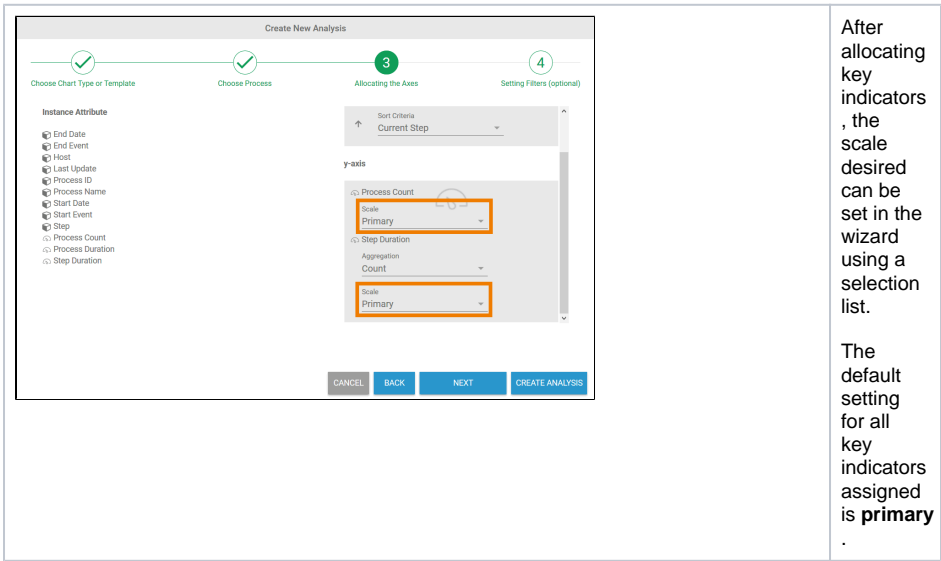 Create New Analysis
3
4
Choose Chart Type or Template
Choose Process
Allocating the Axes
Setting Filters (optional)
Instance Attribute
End Date
End Event
Host
Last Update
Process ID
Process Name
Start Date
Start Event
Step
Process Count
Process Duration
Step Duration
Sort Criteria
Current Step
y-axis
Process Count
Scale
Primary
Step Duration
Aggregation
Count
Scale
Primary
CANCEL
BACK
NEXT
CREATE ANALYSIS
After
allocating
key
indicators
, the
scale
desired
can be
set in the
wizard
using a
selection
list.
The
default
setting
for all
key
indicators
assigned
is primary
.